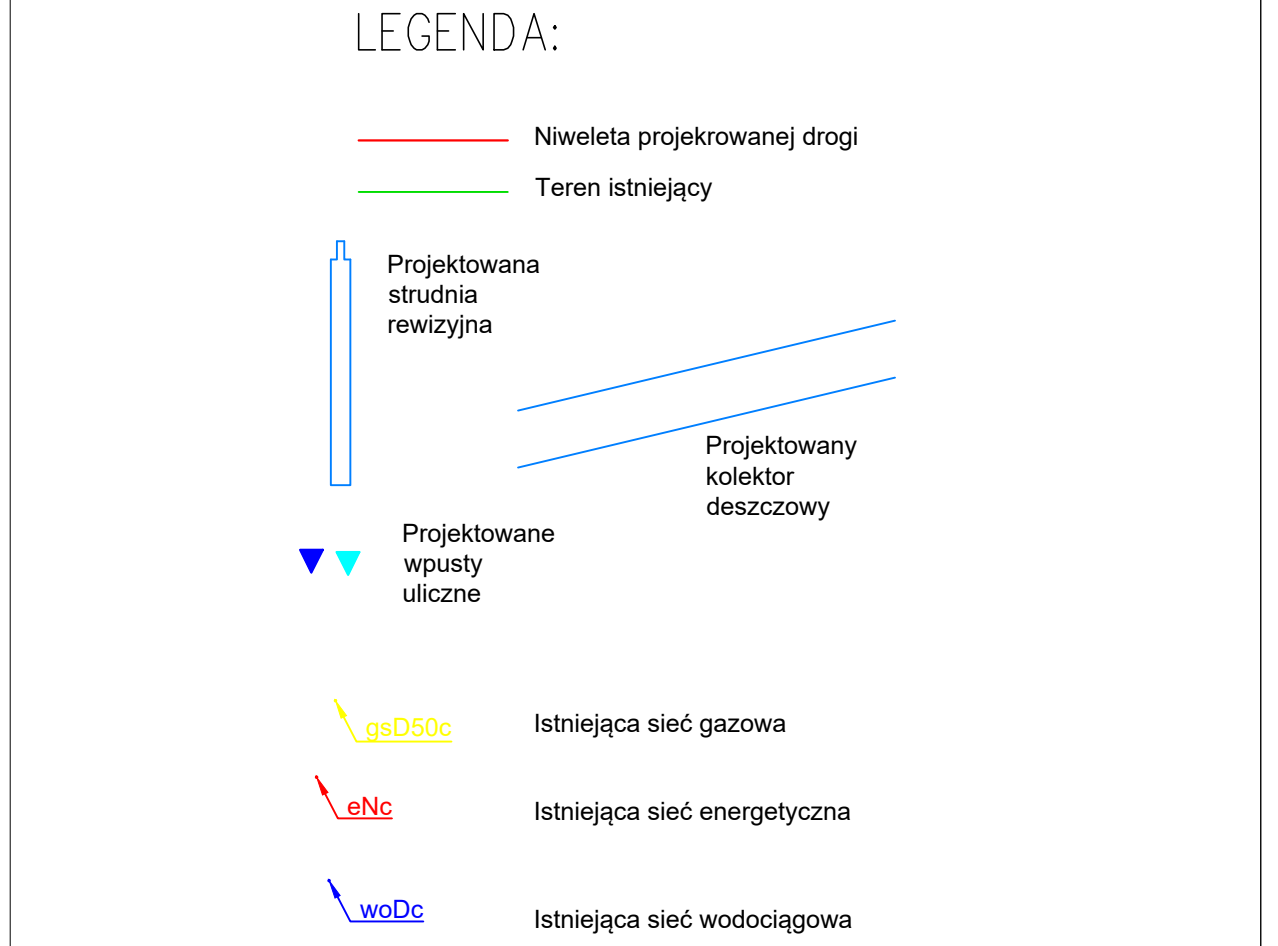 LEGENDA:
Niweleta projekrowanej drogi
Teren istniejący
Projektowana
strudnia
rewizyjna
Projektowany
kolektor
deszczowy
Projektowane
wpusty
uliczne
gsD50c
Istniejąca sieć gazowa
eNc
Istniejąca sieć energetyczna
woDc
Istniejąca sieć wodociągowa